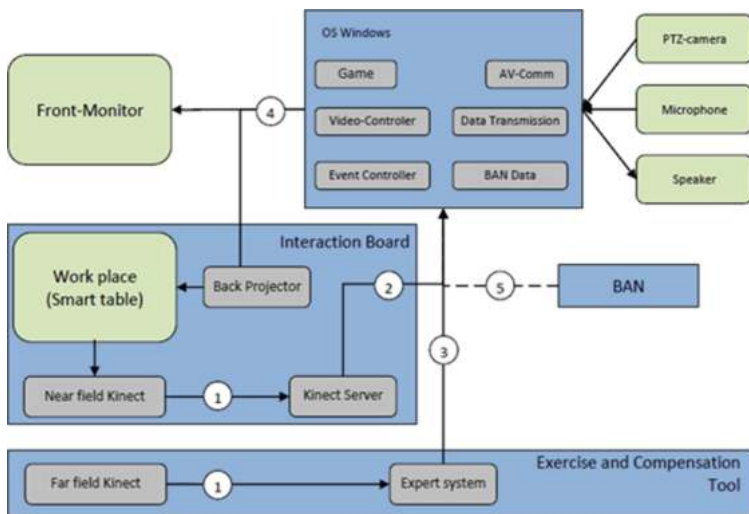 OS Windows
Game
AV-Comm
Video-Controler
Data Transmission
Event Controller
BAN Data
PTZ-camera
Microphone
Speaker
Front-Monitor
4
Interaction Board
Work place
(Smart table)
Back Projector
2
5
BAN
3
Near field Kinect
1
Kinect Server
Exercise and Compensation
Tool
Far field Kinect
1
Expert system